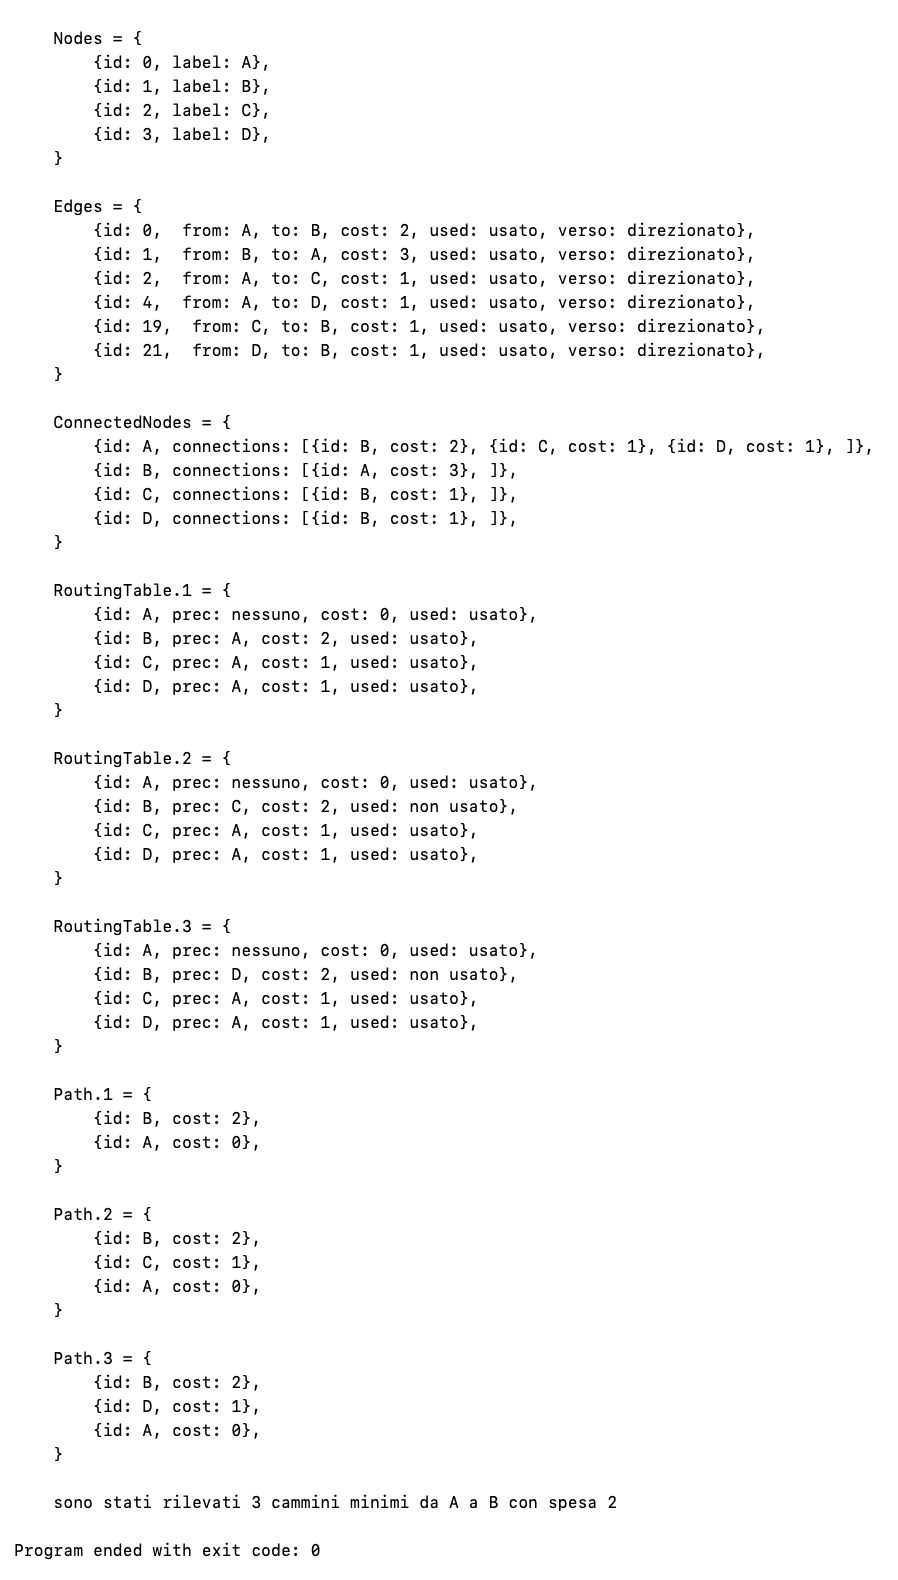 Nodes = {
{id: 0, label: A},
{id: 1, label: B},
{id: 2, label: C},
{id: 3, label: D},
}
Edges = {
{id: 0,  from: A, to: B, cost: 2, used: usato, verso: direzionato},
{id: 1,  from: B, to: A, cost: 3, used: usato, verso: direzionato},
{id: 2,  from: A, to: C, cost: 1, used: usato, verso: direzionato},
{id: 4,  from: A, to: D, cost: 1, used: usato, verso: direzionato},
{id: 19,  from: C, to: B, cost: 1, used: usato, verso: direzionato},
{id: 21,  from: D, to: B, cost: 1, used: usato, verso: direzionato},
}
ConnectedNodes = {
{id: A, connections: [{id: B, cost: 2}, {id: C, cost: 1}, {id: D, cost: 1}, ]},
{id: B, connections: [{id: A, cost: 3}, ]},
{id: C, connections: [{id: B, cost: 1}, ]},
{id: D, connections: [{id: B, cost: 1}, ]},
}
RoutingTable.1 = {
{id: A, prec: nessuno, cost: 0, used: usato},
{id: B, prec: A, cost: 2, used: usato},
{id: C, prec: A, cost: 1, used: usato},
{id: D, prec: A, cost: 1, used: usato},
}
RoutingTable.2 = {
{id: A, prec: nessuno, cost: 0, used: usato},
{id: B, prec: C, cost: 2, used: non usato},
{id: C, prec: A, cost: 1, used: usato},
{id: D, prec: A, cost: 1, used: usato},
}
RoutingTable.3 = {
{id: A, prec: nessuno, cost: 0, used: usato},
{id: B, prec: D, cost: 2, used: non usato},
{id: C, prec: A, cost: 1, used: usato},
{id: D, prec: A, cost: 1, used: usato},
}
Path.1 = {
{id: B, cost: 2},
{id: A, cost: 0},
}
Path.2 = {
{id: B, cost: 2},
{id: C, cost: 1},
{id: A, cost: 0},
}
Path.3 = {
{id: B, cost: 2},
{id: D, cost: 1},
{id: A, cost: 0},
}
sono stati rilevati 3 cammini minimi da A a B con spesa 2
Program ended with exit code: 0